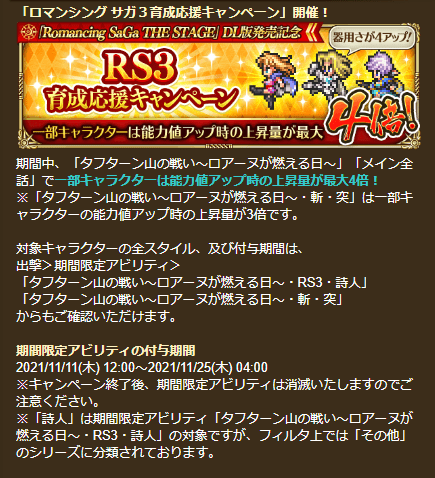 「ロマンシング サガ３育成応援キャンペーン」開催！
「Romancing SaGa THE STAGE」DL版発売記念
器用さが4アップ！
RS3
育成応援キャンペーン
一部キャラクターは能力値アップ時の上昇量が最大
4倍！
期間中、「タフターン山の戦い～ロアーヌが燃える日～」「メイン全
話」で一部キャラクターは能力値アップ時の上昇量が最大4倍！
※「タフターン山の戦い～ロアーヌが燃える日～・斬・突」は一部キ
ャラクターの能力値アップ時の上昇量が3倍です。
対象キャラクターの全スタイル、及び付与期間は、
出撃＞期間限定アビリティ＞
「タフターン山の戦い～ロアーヌが燃える日～・RS3・詩人」
「タフターン山の戦い～ロアーヌが燃える日～・斬・突」
からもご確認いただけます。
期間限定アビリティの付与期間
2021/11/11(木) 12:00～2021/11/25(木) 04:00
※キャンペーン終了後、期間限定アビリティは消滅いたしますのでご
注意ください。
※「詩人」は期間限定アビリティ「タフターン山の戦い～ロアーヌが
燃える日～・RS3・詩人」の対象ですが、フィルタ上では「その他」
のシリーズに分類されております。